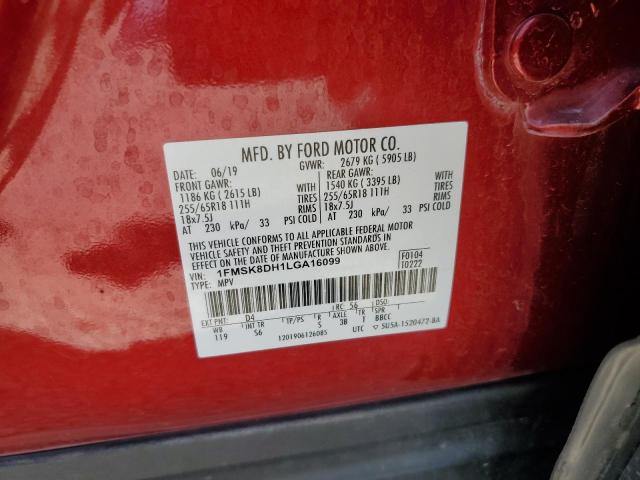 MFD. BY FORD MOTOR CO.
DATE: 06/19 GVWR: 2679 KG ( 5905 LB)
FRONT GAWR: REAR GAWR:
1186 KG ( 2615 LB) WITH 1540 KG ( 3395 LB) WITH
255/65R18 111H TIRES 255/65R18 111H TIRES
18x7.5J RIMS 18x7.5J RIMS
AT 230 kPa/ 33 PSI COLD AT 230 kPa/ 33 PSI COLD
THIS VEHICLE CONFORMS TO ALL APPLICABLE FEDERAL MOTOR
VEHICLE SAFETY AND THEFT PREVENTION STANDARDS IN EFFECT
ON THE DATE OF MANUFACTURE SHOWN ABOVE.
1FMSK8DH1LGA16099 F0104
TYPE: MPV T0222
EXT PNT: D4 RC: 56 DSO:
WB INT TR TP/PS R AXLE TR SPR
119 S6 S 3B T BBCC
1201906126085 UTC 5U5A-1520472-BA